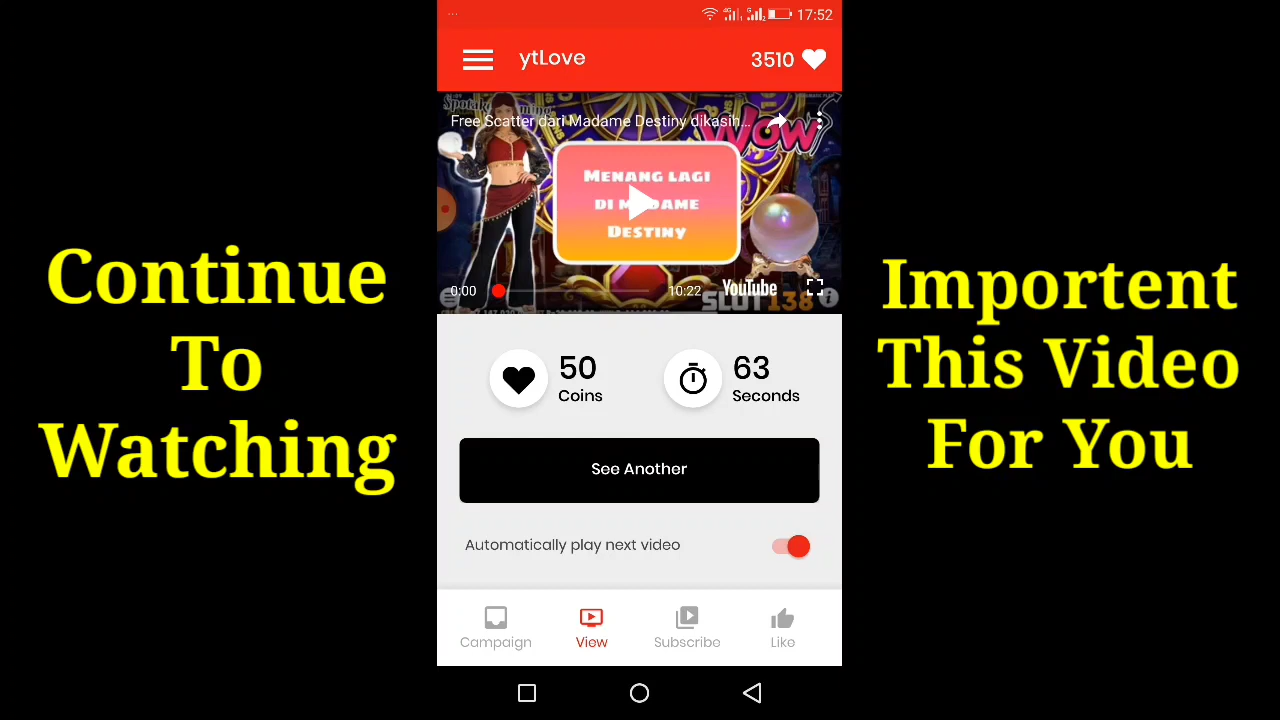 Continue
To
Watching
17:52
ytLove
3510
Free Scatter dari Madame Destiny dikasih...
WOW
MENANG LAGI
DI MADAME
DESTINY
0:00
10:22
YouTube
SLOT138
50
Coins
63
Seconds
See Another
Automatically play next video
Campaign
View
Subscribe
Like
Importent
This Video
For You